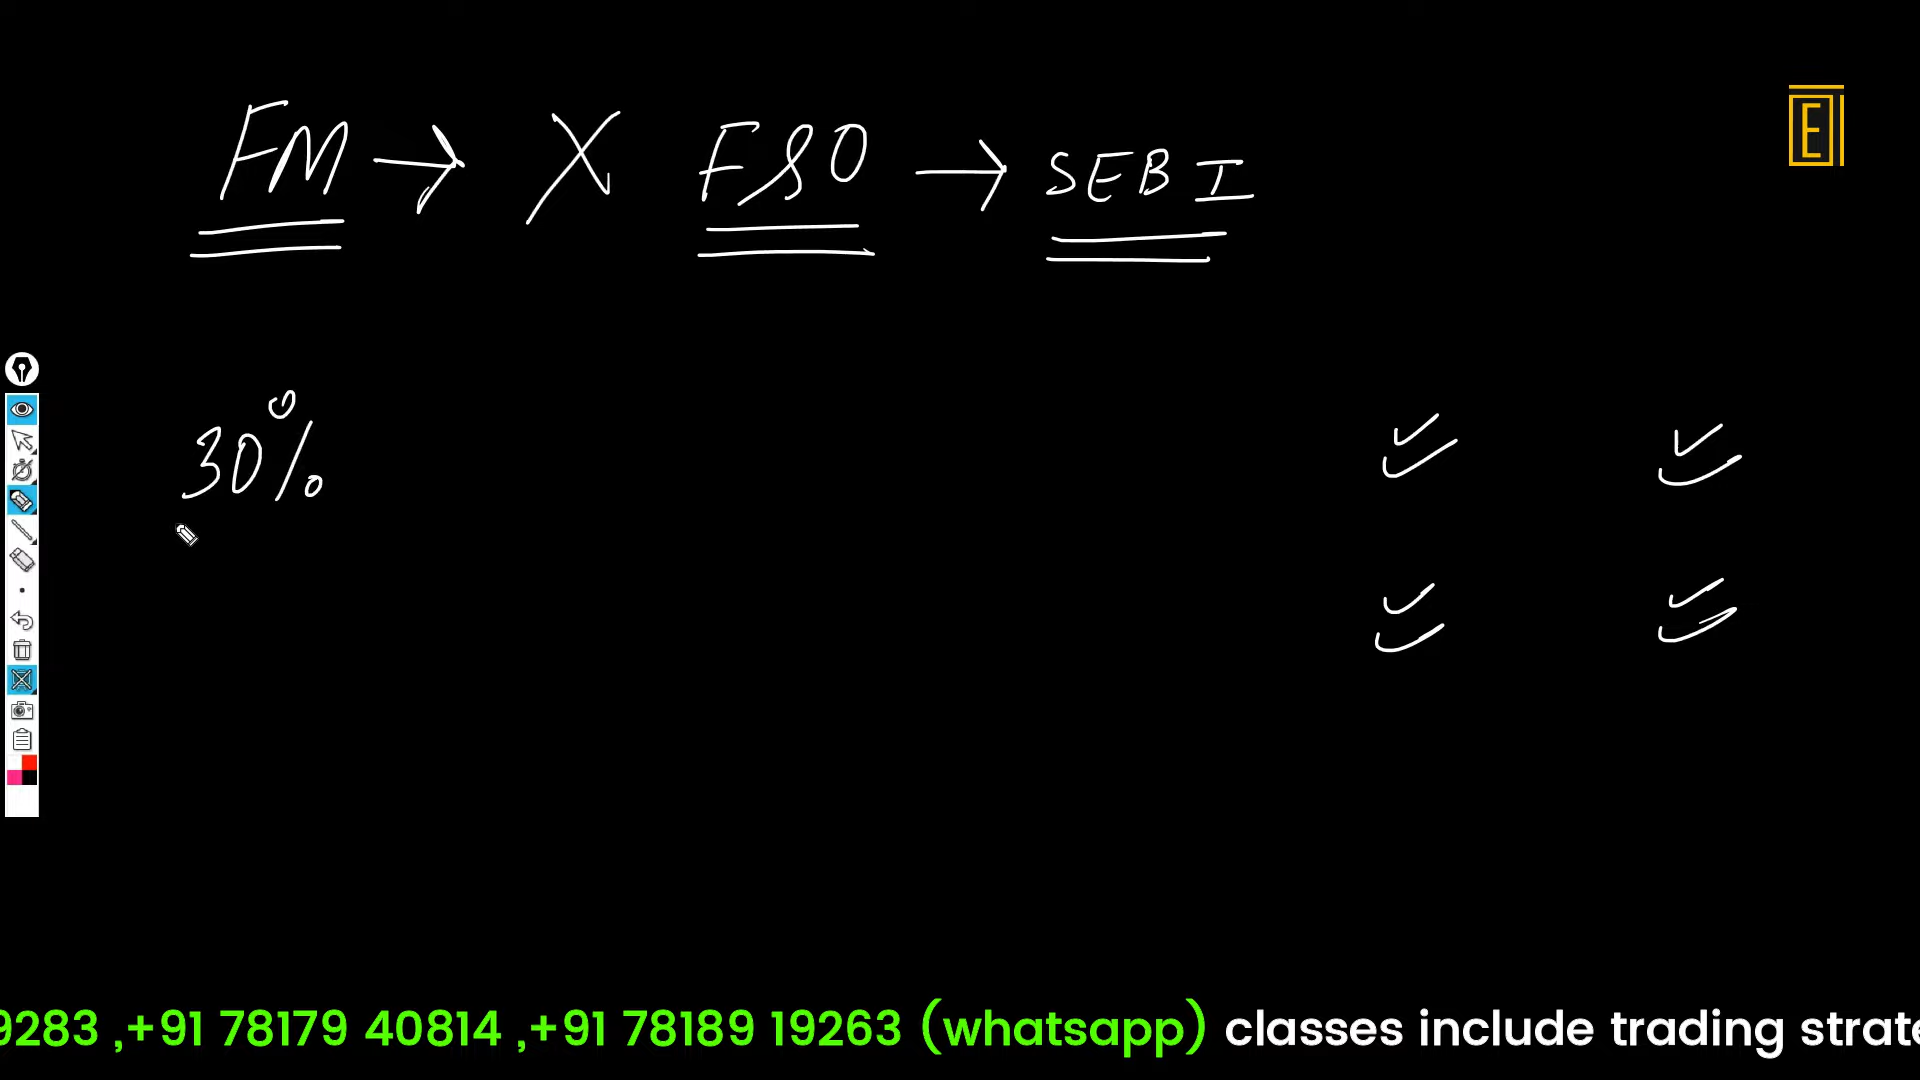 FM → X F&O → SEBI
E
30%
9283 ,+91 78179 40814 ,+91 78189 19263 (whatsapp) classes include trading strate